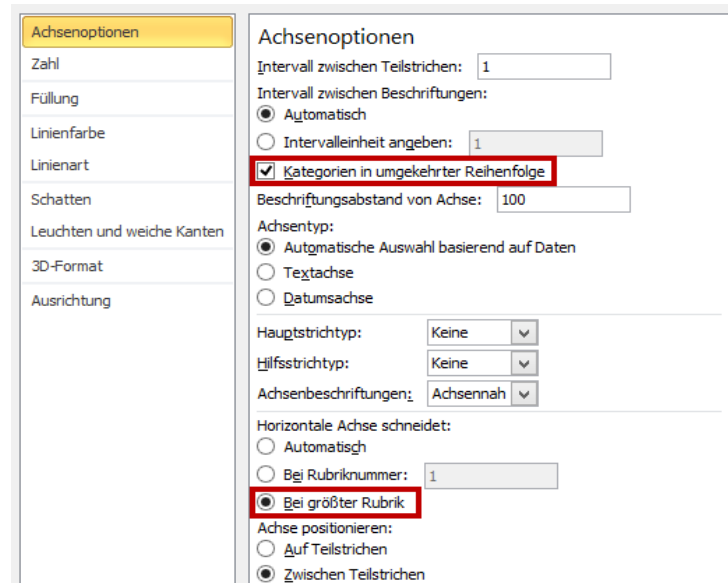 Achsenoptionen
Zahl
Füllung
Linienfarbe
Linienart
Schatten
Leuchten und weiche Kanten
3D-Format
Ausrichtung
Achsenoptionen
Intervall zwischen Teilstrichen: 1
Intervall zwischen Beschriftungen:
Automatisch
Intervalleinheit angeben: 1
Kategorien in umgekehrter Reihenfolge
Beschriftungsabstand von Achse: 100
Achsentyp:
Automatische Auswahl basierend auf Daten
Textachse
Datumsachse
Hauptstrichtyp: Keine
Hilfsstrichtyp: Keine
Achsenbeschriftungen: Achsennah
Horizontale Achse schneidet:
Automatisch
Bei Rubriknummer: 1
Bei größter Rubrik
Achse positionieren:
Auf Teilstrichen
Zwischen Teilstrichen